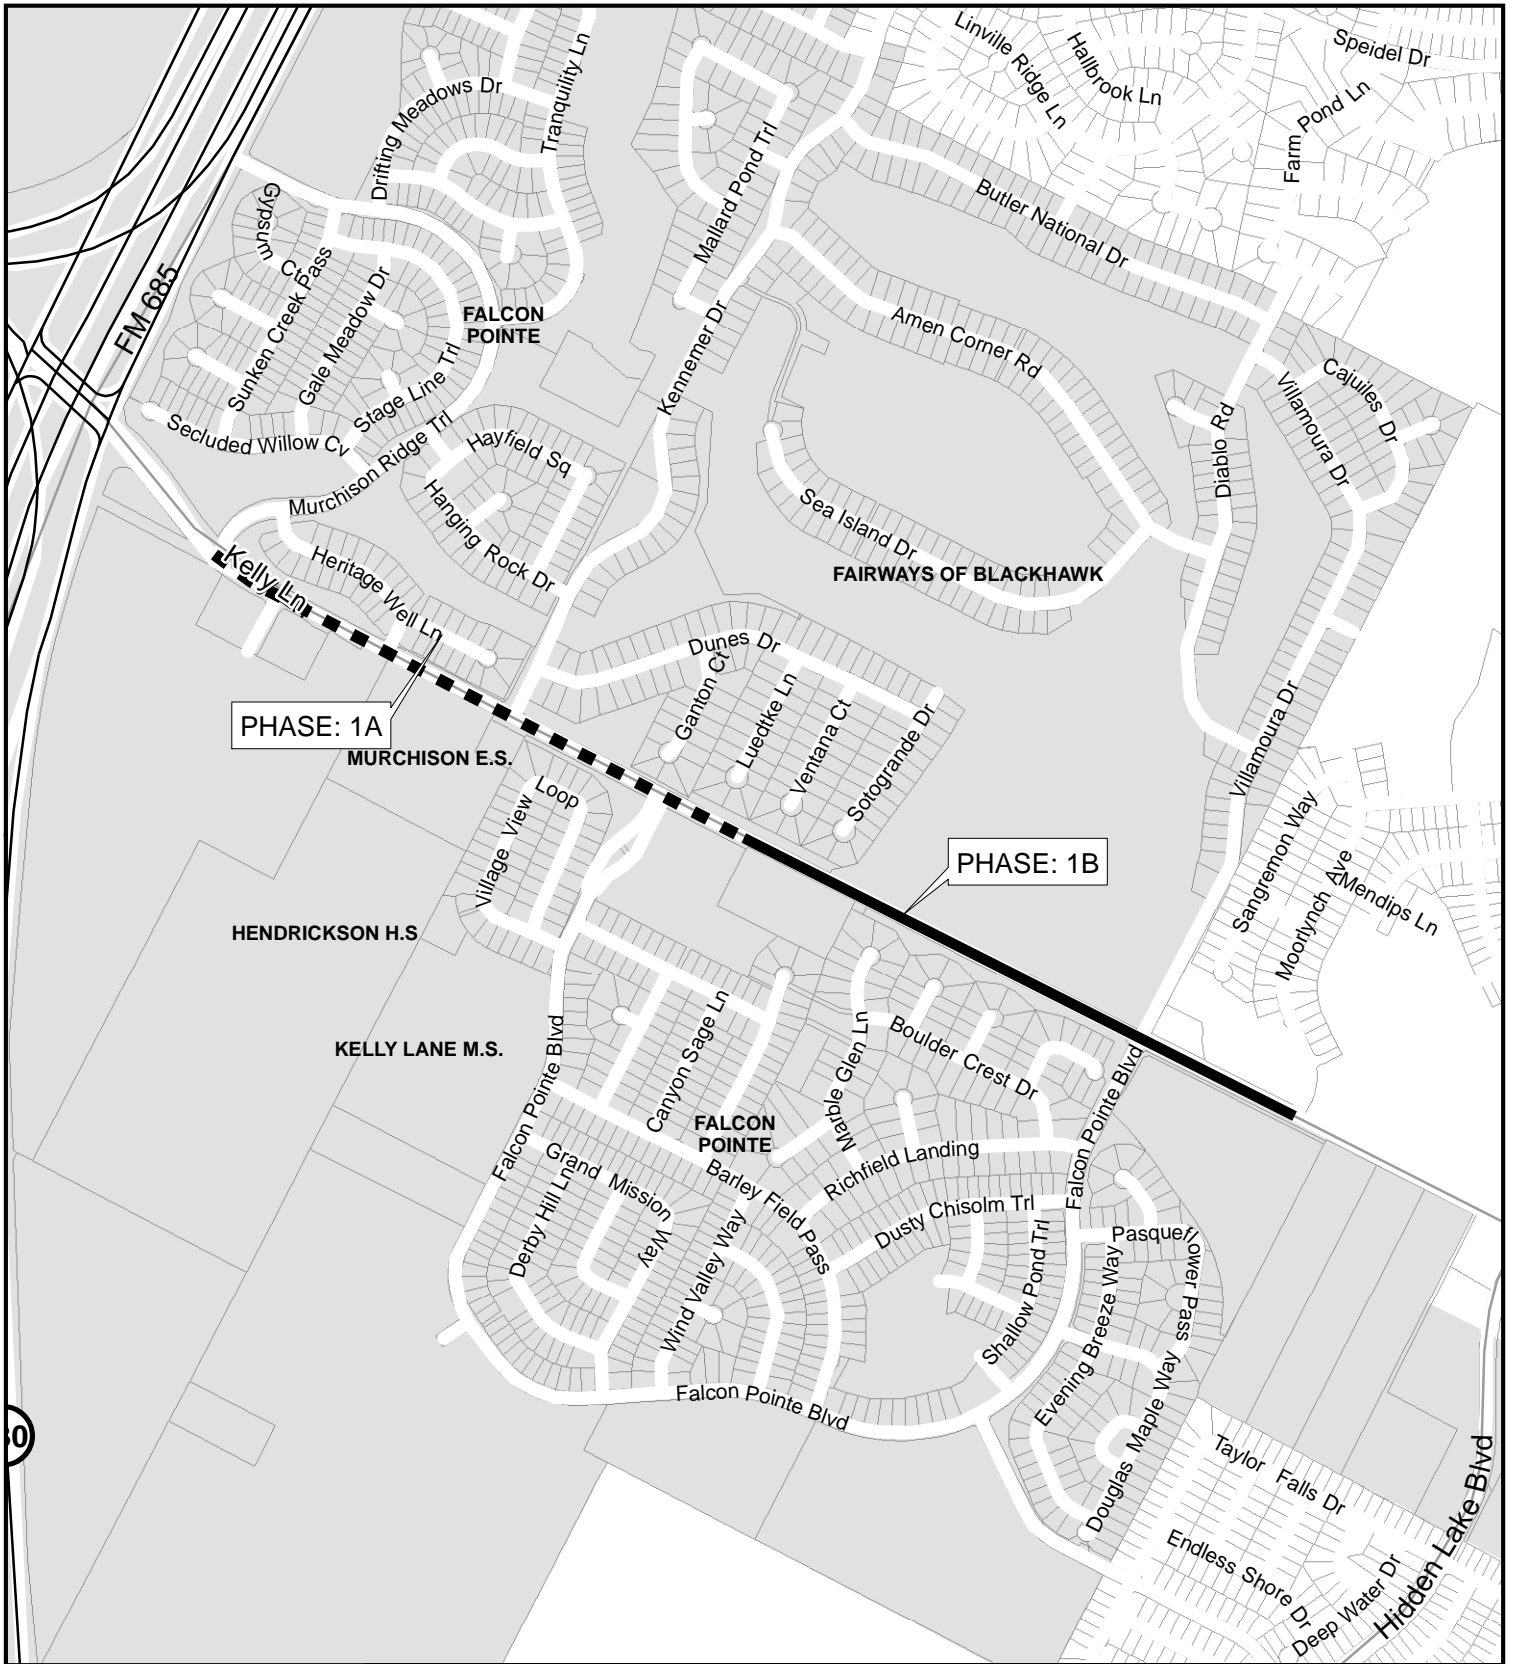 Linville Ridge Ln
Hallbrook Ln
Speidel Dr
Farm Pond Ln
Drifting Meadows Dr
Tranquility Ln
Mallard Pond Trl
Butler National Dr
Gypsum Ct
Sunken Creek Pass
Gale Meadow Dr
FM 685
FALCON
POINTE
Kennemer Dr
Amen Corner Rd
Cajuiles Dr
Villamoura Dr
Diablo Rd
Stage Line Trl
Secluded Willow Cv
Murchison Ridge Trl
Hayfield Sq
Hanging Rock Dr
Sea Island Dr
FAIRWAYS OF BLACKHAWK
Kelly Ln
Heritage Well Ln
Dunes Dr
Ganton Ct
Luedtke Ln
Ventana Ct
Sotogrande Dr
Villamoura Dr
PHASE: 1A
MURCHISON E.S.
Village View Loop
PHASE: 1B
Sangremon Way
Moorlynch Ave
Mendips Ln
HENDRICKSON H.S
KELLY LANE M.S.
Falcon Pointe Blvd
Canyon Sage Ln
Marble Glen Ln
Boulder Crest Dr
Falcon Pointe Blvd
FALCON
POINTE
Richfield Landing
Grand Mission Way
Derby Hill Ln
Barley Field Pass
Wind Valley Way
Dusty Chisolm Trl
Shallow Pond Trl
Pasqueflower Pass
Evening Breeze Way
Douglas Maple Way
Falcon Pointe Blvd
Taylor Falls Dr
Endless Shore Dr
Deep Water Dr
Hidden Lake Blvd